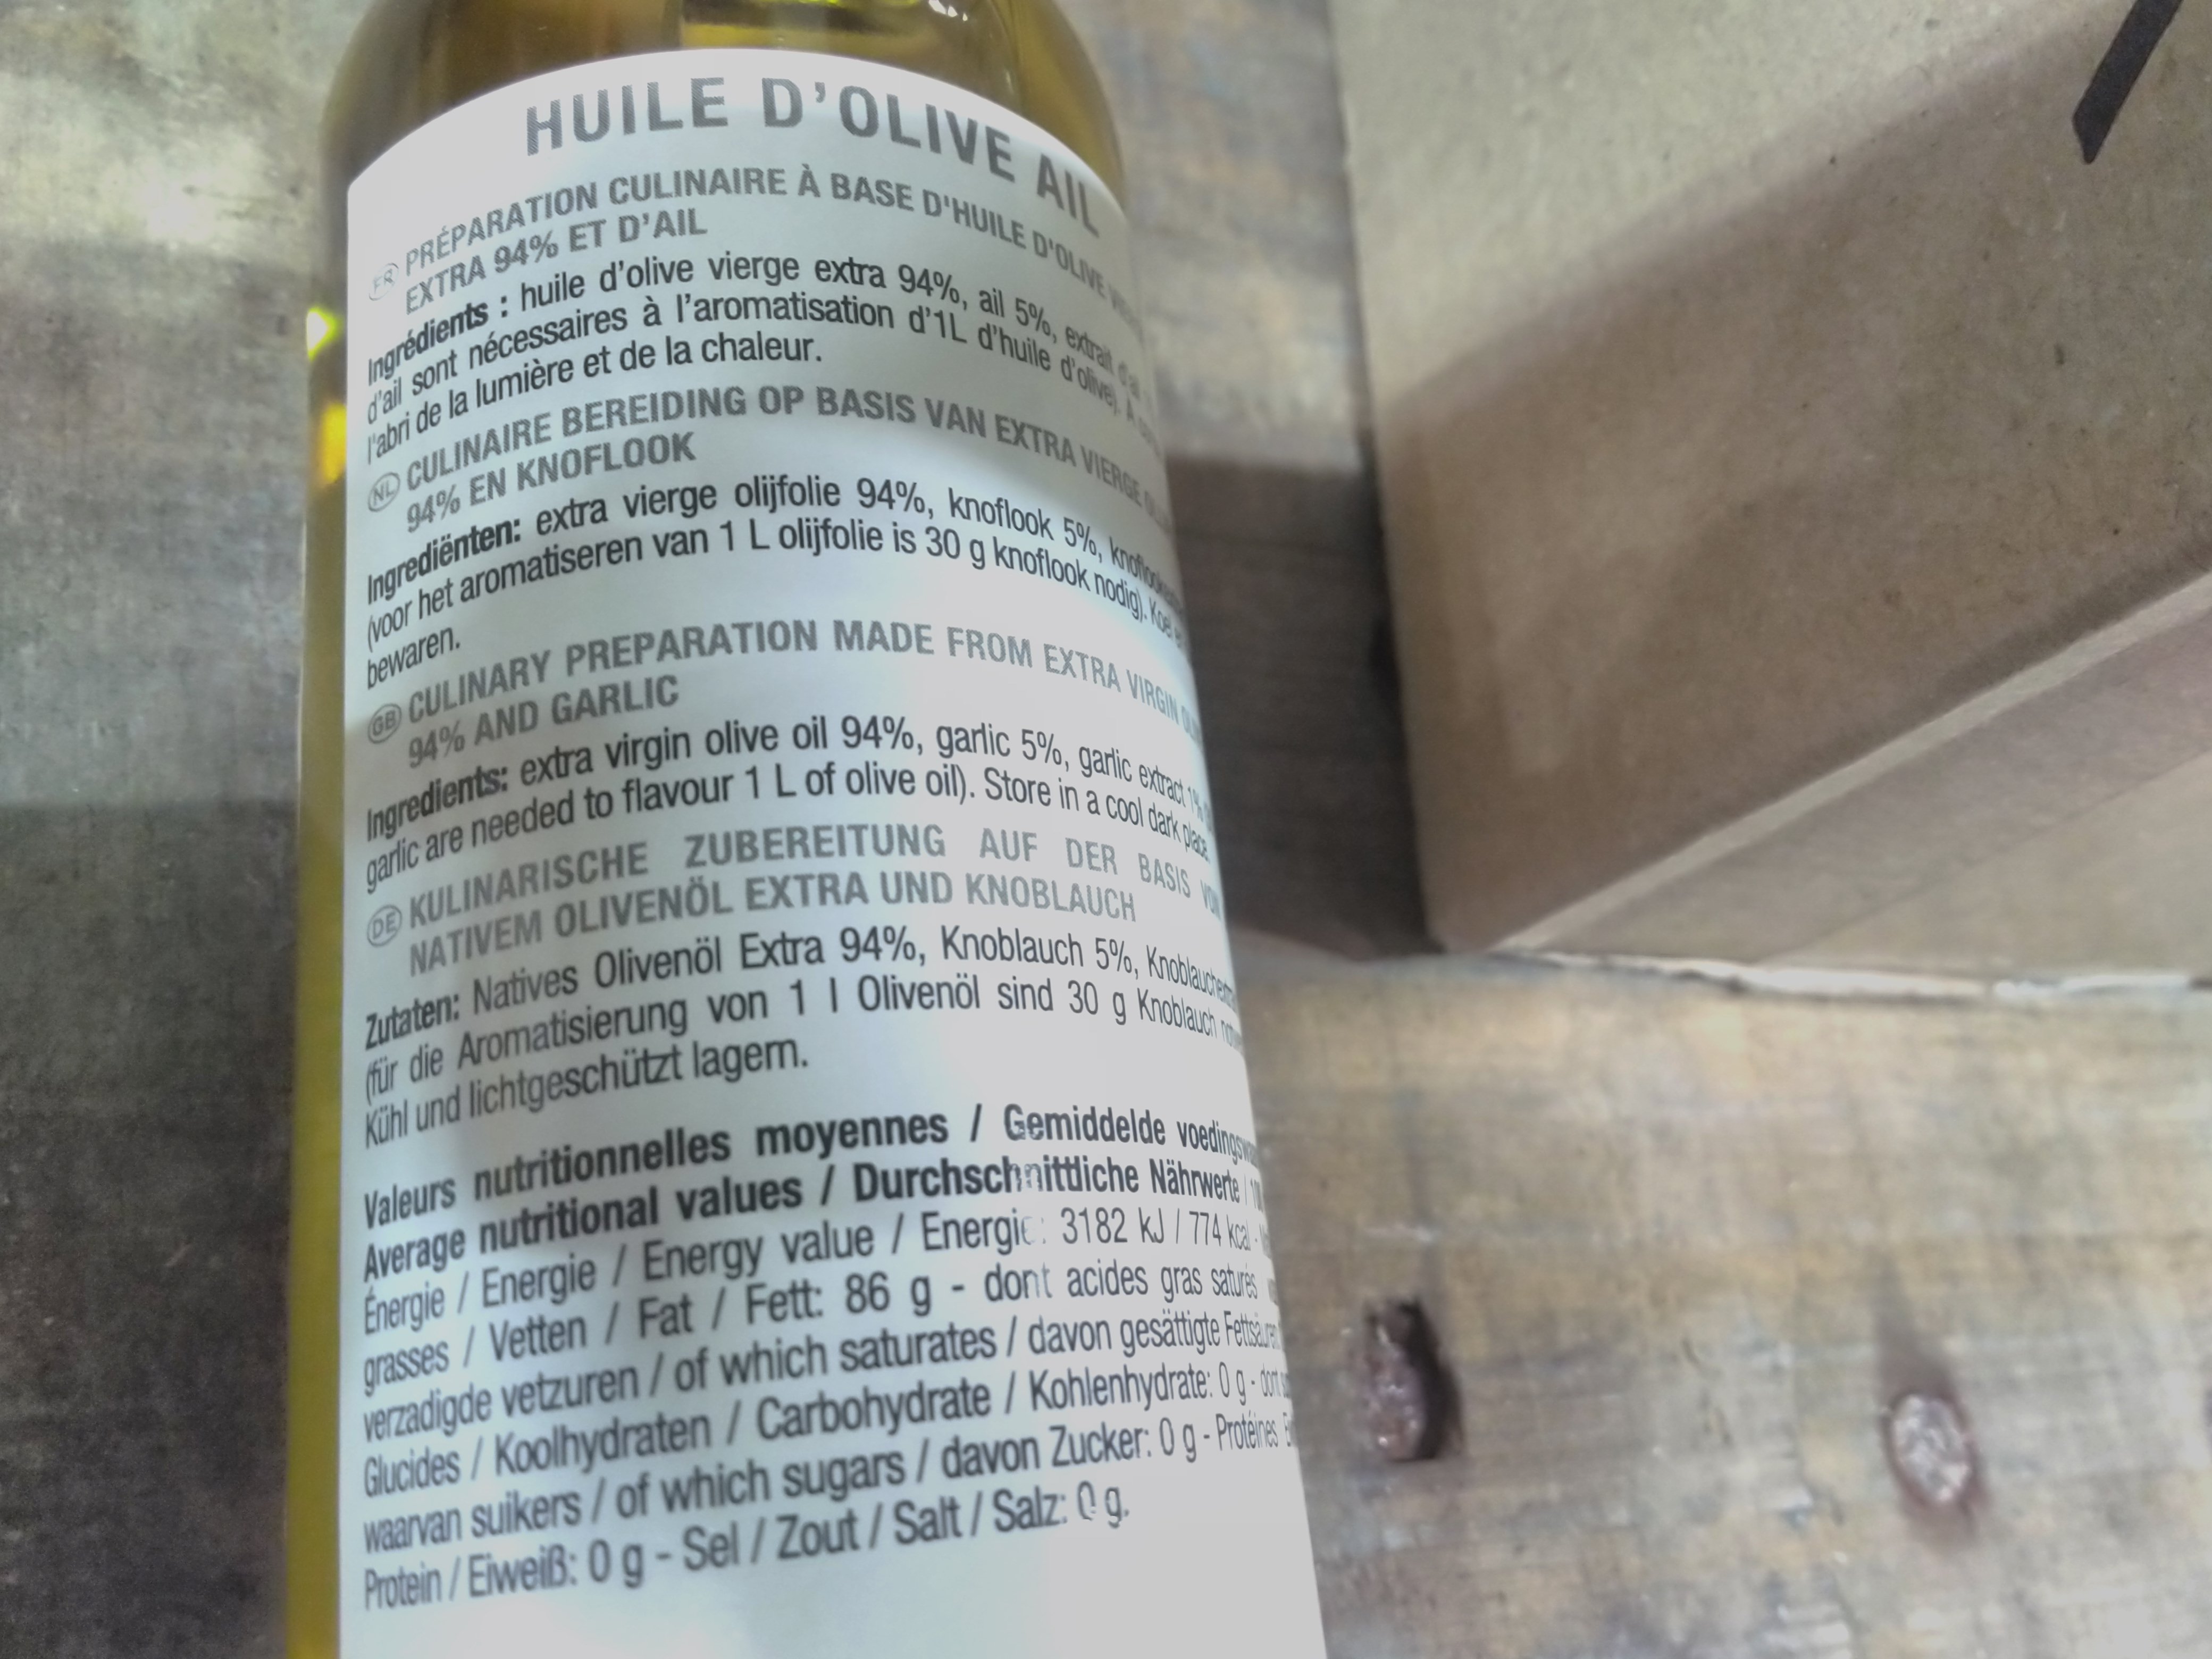 HUILE D'OLIVE AIL
FR PRÉPARATION CULINAIRE À BASE D'HUILE D'OLIVE
EXTRA 94% ET D'AIL
Ingrédients : huile d'olive vierge extra 94%, ail 5%, extrait
d'ail sont nécessaires à l'aromatisation d'1L d'huile d'olive). A
l'abri de la lumière et de la chaleur.
NL CULINAIRE BEREIDING OP BASIS VAN EXTRA VIERGE
94% EN KNOFLOOK
Ingrediënten: extra vierge olijfolie 94%, knoflook 5%,
(voor het aromatiseren van 1 L olijfolie is 30 g knoflook nodig). Koel
bewaren.
GB CULINARY PREPARATION MADE FROM EXTRA VIRGIN
94% AND GARLIC
Ingredients: extra virgin olive oil 94%, garlic 5%, garlic extract 1%
garlic are needed to flavour 1 L of olive oil). Store in a cool dark place.
DE KULINARISCHE ZUBEREITUNG AUF DER BASIS VON
NATIVEM OLIVENÖL EXTRA UND KNOBLAUCH
Zutaten: Natives Olivenöl Extra 94%, Knoblauch 5%,
(für die Aromatisierung von 1 l Olivenöl sind 30 g Knoblauch
Kühl und lichtgeschützt lagern.
Valeurs nutritionnelles moyennes / Gemiddelde
Average nutritional values / Durchschnittliche Nährwerte /
Énergie / Energie / Energy value / Energie : 3182 kJ / 774 kcal -
grasses / Vetten / Fat / Fett: 86 g - dont acides gras saturés
verzadigde vetzuren / of which saturates / davon gesättigte
Glucides / Koolhydraten / Carbohydrate / Kohlenhydrate: 0 g - dont
waarvan suikers / of which sugars / davon Zucker: 0 g - Protéines
Protein / Eiweiß: 0 g - Sel / Zout / Salt / Salz: 0 g.